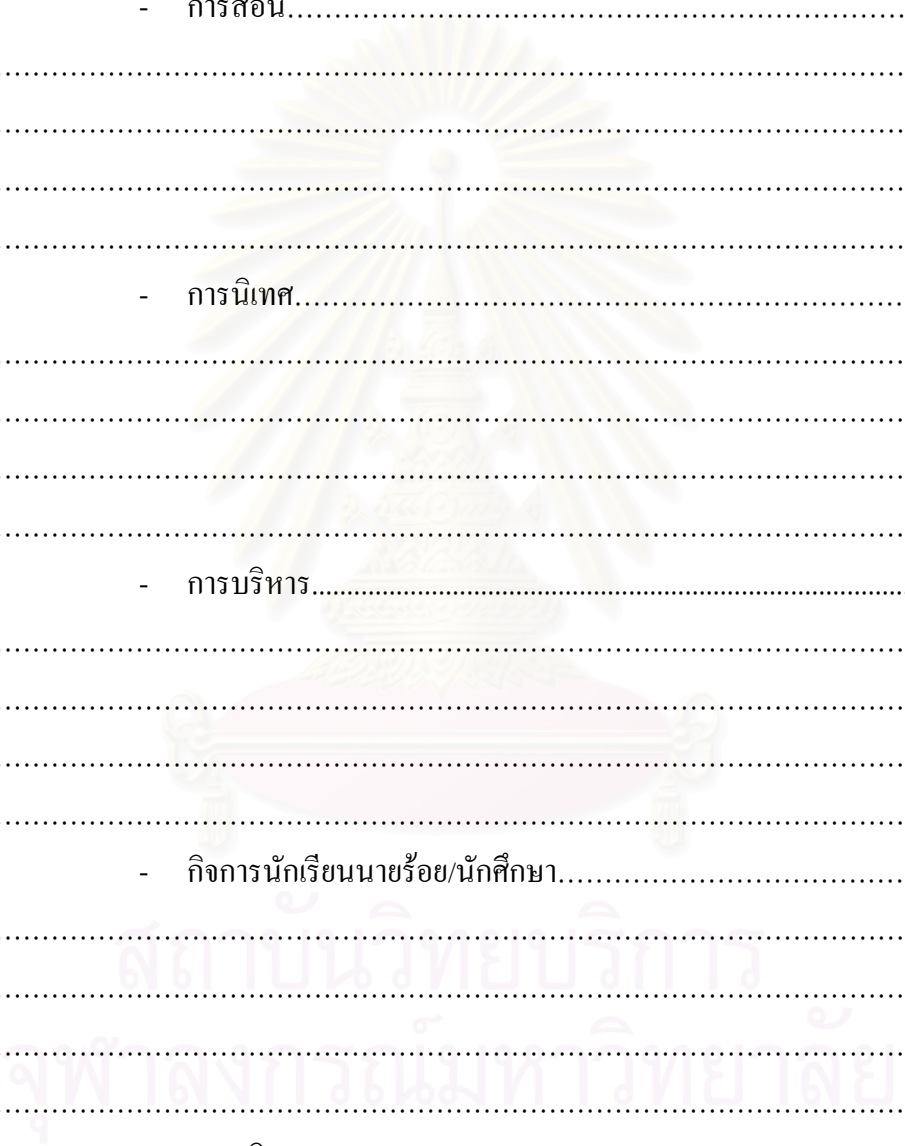 - การสอน……………………………………………………………
……………………………………………………………………………………
……………………………………………………………………………………
……………………………………………………………………………………
……………………………………………………………………………………
- การนิเทศ……………………………………………………………
……………………………………………………………………………………
……………………………………………………………………………………
……………………………………………………………………………………
……………………………………………………………………………………
- การบริหาร....................................................................................
……………………………………………………………………………………
……………………………………………………………………………………
……………………………………………………………………………………
……………………………………………………………………………………
- กิจการนักเรียนนายร้อย/นักศึกษา…………………………………
……………………………………………………………………………………
สถาบันวิทยบริการ
……………………………………………………………………………………
……………………………………………………………………………………
จุฬาลงกรณ์มหาวิทยาลัย
……………………………………………………………………………………